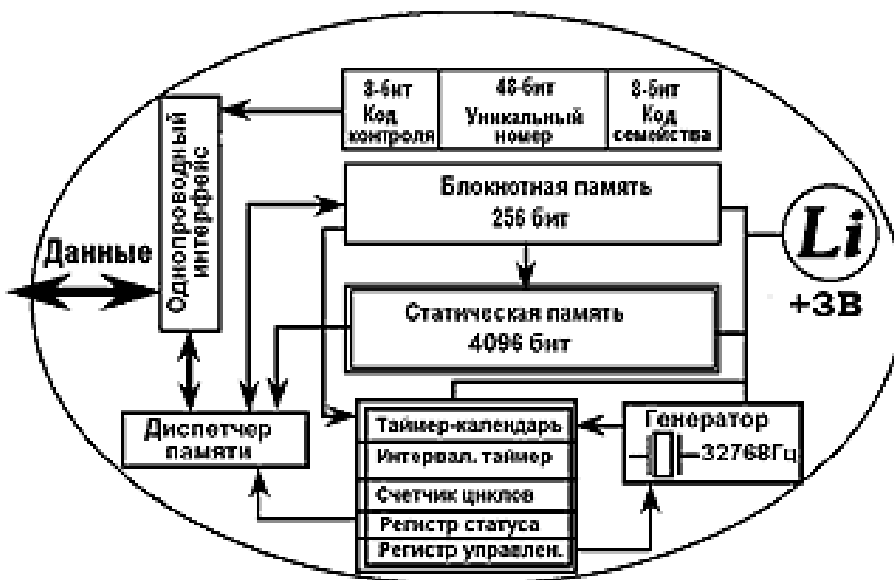 8-бит
Код
контроля
48-бит
Уникальный
номер
8-бит
Код
семейства
Однопроводный
интерфейс
Данные
Блокнотная память
256 бит
Li
+3В
Статическая память
4096 бит
Диспетчер
памяти
Таймер-календарь
Интервал. таймер
Счетчик циклов
Регистр статуса
Регистр управлен.
Генератор
32768Гц